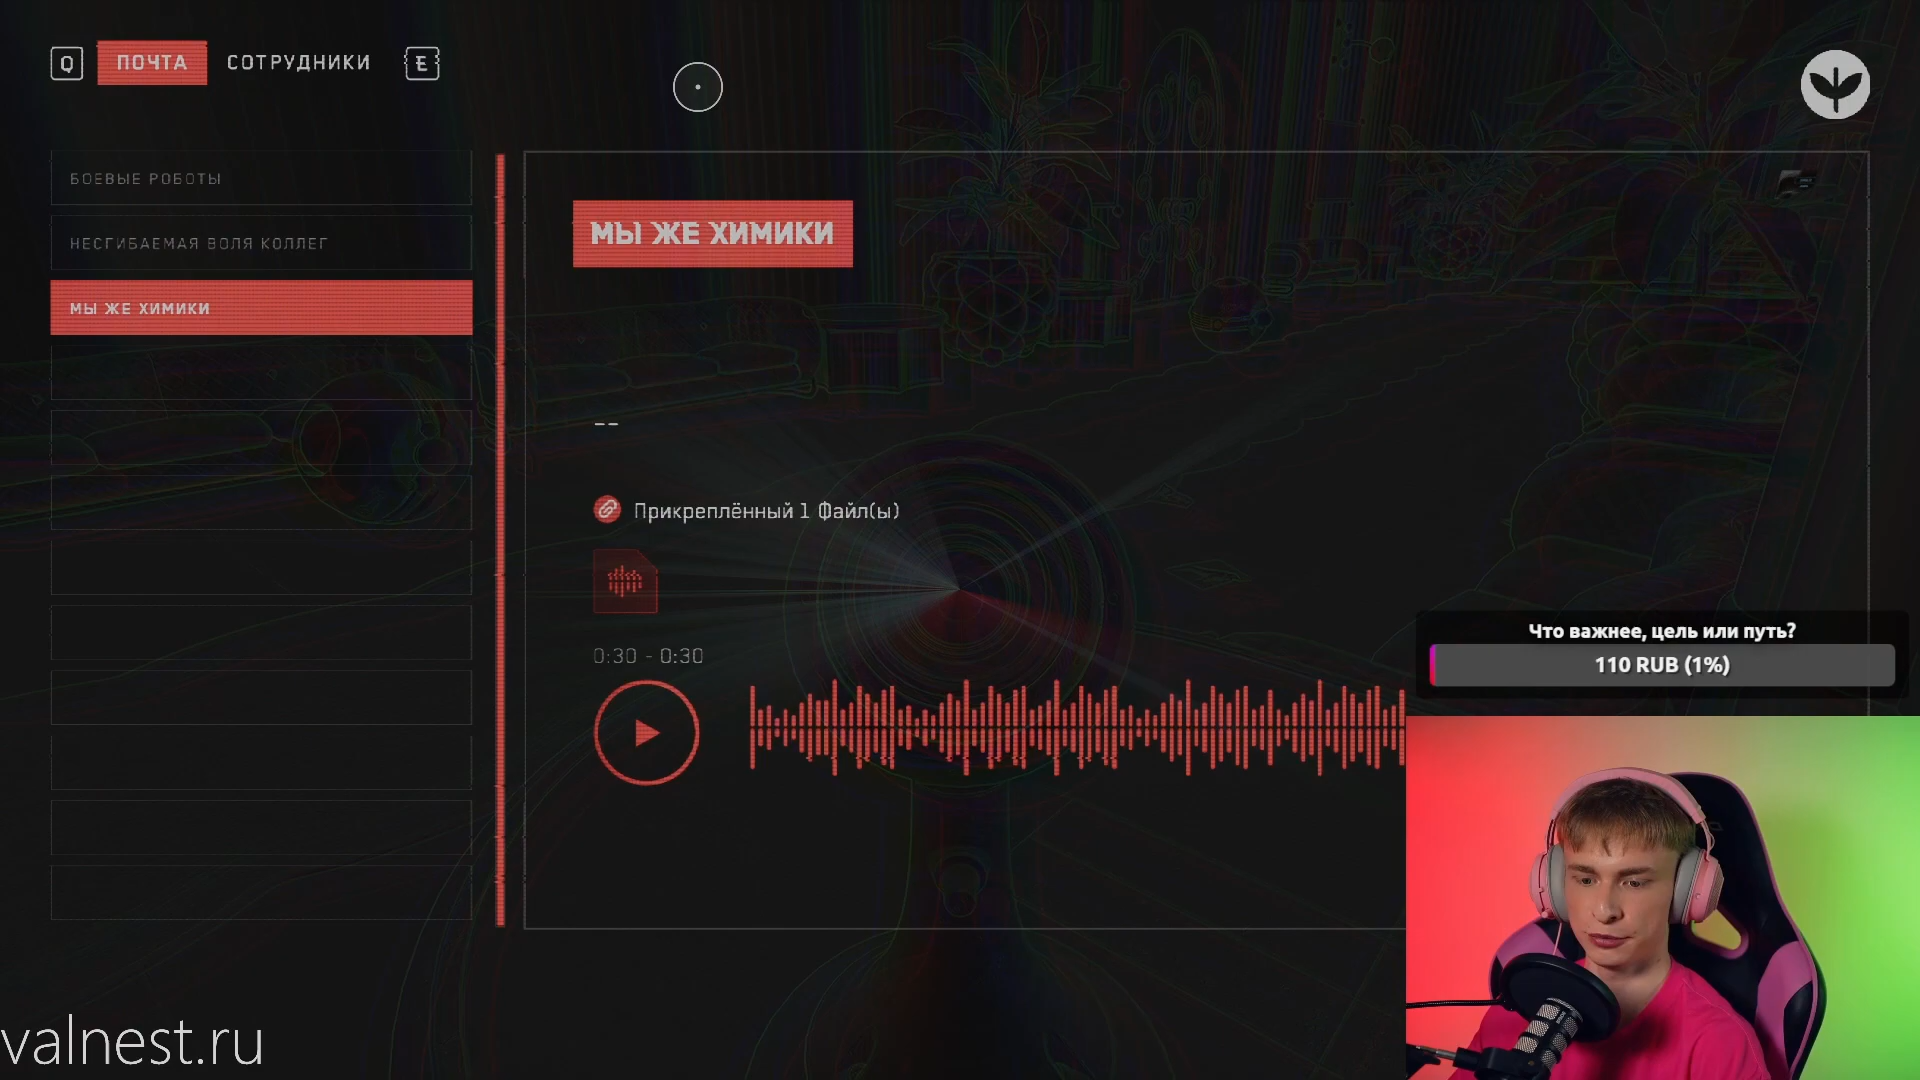 Q ПОЧТА СОТРУДНИКИ E
БОЕВЫЕ РОБОТЫ
НЕСГИБАЕМАЯ ВОЛЯ КОЛЛЕГ
МЫ ЖЕ ХИМИКИ
МЫ ЖЕ ХИМИКИ
--
Прикреплённый 1 Файл(ы)
0:30 - 0:30
Что важнее, цель или путь?
110 RUB (1%)
valnest.ru